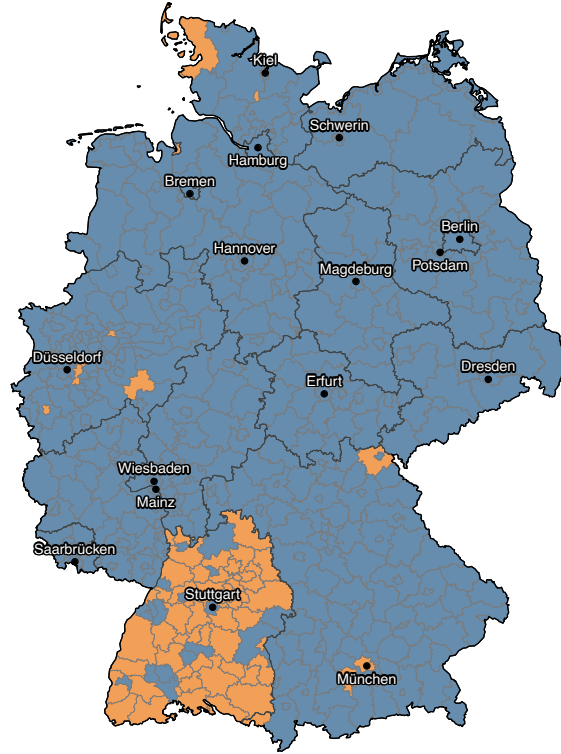 Kiel
Schwerin
Hamburg
Bremen
Berlin
Hannover
Potsdam
Magdeburg
Düsseldorf
Dresden
Erfurt
Wiesbaden
Mainz
Saarbrücken
Stuttgart
München